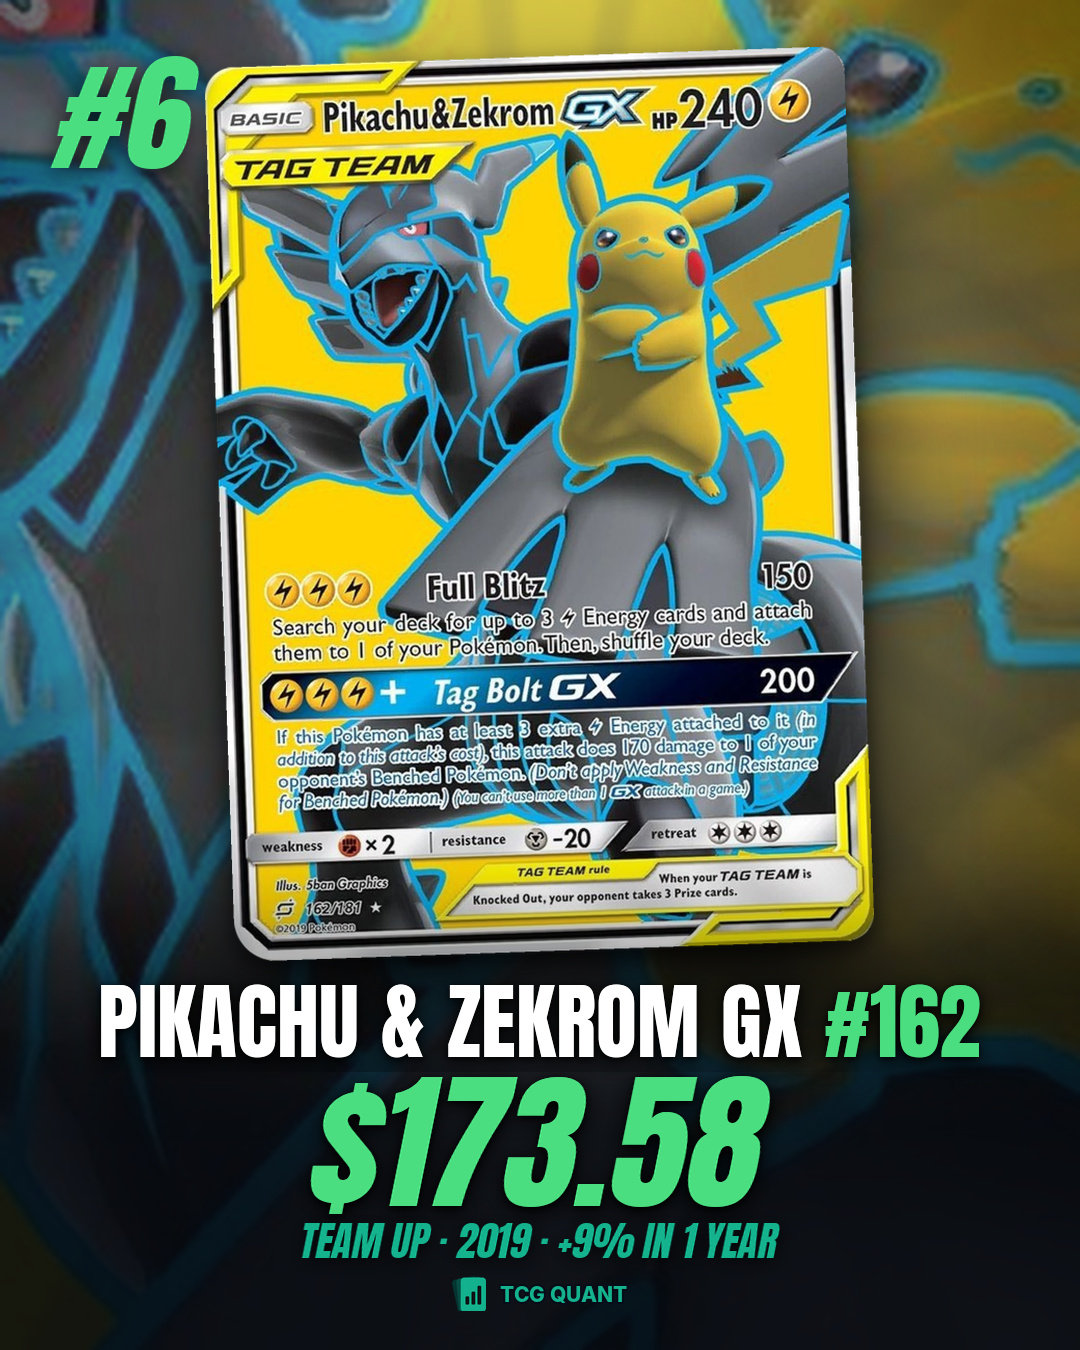 #6
BASIC Pikachu&Zekrom GX HP 240
TAG TEAM
Full Blitz 150
Search your deck for up to 3 Energy cards and attach
them to 1 of your Pokémon. Then, shuffle your deck.
+ Tag Bolt GX 200
If this Pokémon has at least 3 extra Energy attached to it (in
addition to this attack's cost), this attack does 170 damage to 1 of your
opponent's Benched Pokémon. (Don't apply Weakness and Resistance
for Benched Pokémon.) (You can't use more than 1 GX attack in a game.)
weakness ×2 resistance -20 retreat
TAG TEAM rule When your TAG TEAM is
Knocked Out, your opponent takes 3 Prize cards.
Illus. 5ban Graphics
162/181 ★
©2019 Pokémon
PIKACHU & ZEKROM GX #162
$173.58
TEAM UP · 2019 · +9% IN 1 YEAR
TCG QUANT